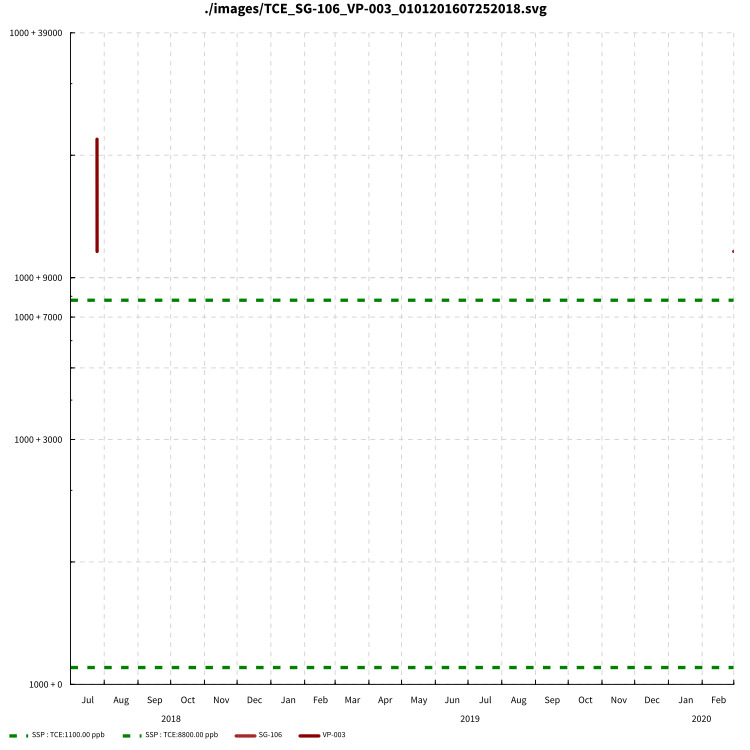 ./images/TCE_SG-106_VP-003_0101201607252018.svg
1000 + 39000
1000 + 9000
1000 + 7000
1000 + 3000
1000 + 0
Jul Aug Sep Oct Nov Dec Jan Feb Mar Apr May Jun Jul Aug Sep Oct Nov Dec Jan Feb
2018 2019 2020
SSP : TCE:1100.00 ppb SSP : TCE:8800.00 ppb SG-106 VP-003